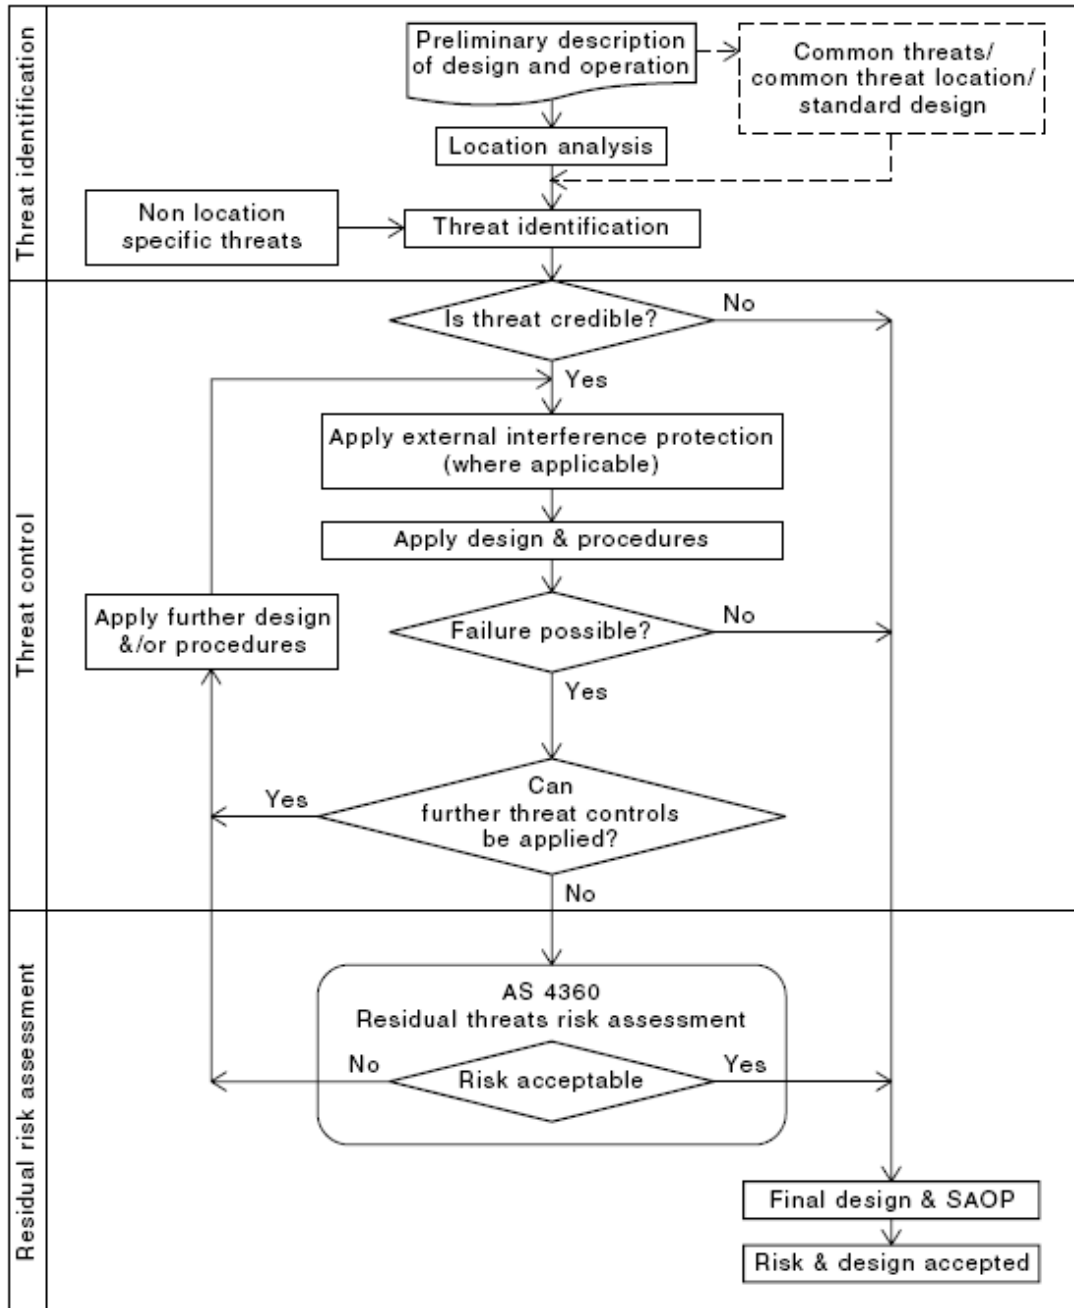 Threat identification
Preliminary description
of design and operation
Common threats/
common threat location/
standard design
Location analysis
Non location
specific threats
Threat identification
Threat control
Is threat credible?
No
Yes
Apply external interference protection
(where applicable)
Apply design & procedures
Apply further design
&/or procedures
Failure possible?
No
Yes
Can
further threat controls
be applied?
Yes
No
Residual risk assessment
AS 4360
Residual threats risk assessment
No
Risk acceptable
Yes
Final design & SAOP
Risk & design accepted